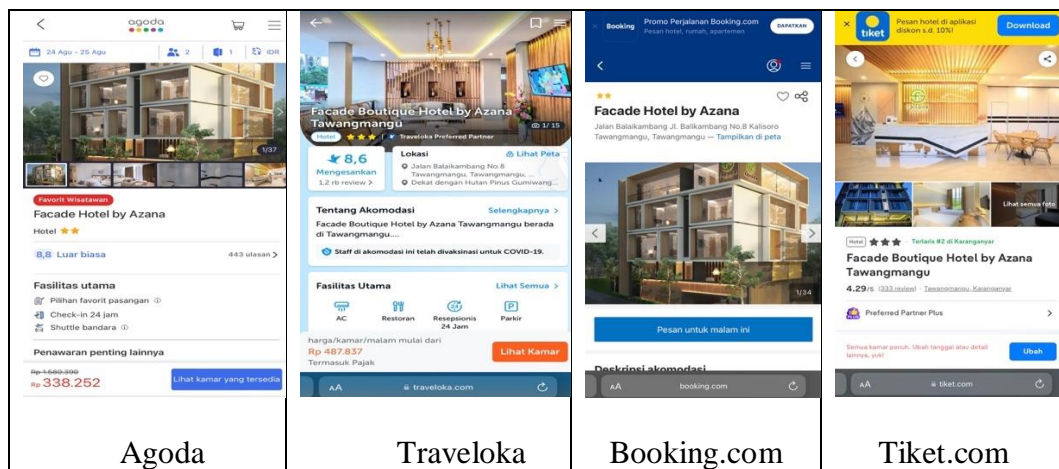 agoda
24 Agu - 25 Agu
2
1
IDR
1/37
Favorit Wisatawan
Facade Hotel by Azana
Hotel
8,8 Luar biasa
443 ulasan >
Fasilitas utama
Pilihan favorit pasangan
Check-in 24 jam
Shuttle bandara
Penawaran penting lainnya
Rp 1.580.390
Rp 338.252
Lihat kamar yang tersedia
Agoda
Facade Boutique Hotel by Azana
Tawangmangu
1/15
Hotel
Traveloka Preferred Partner
8,6
Mengesankan
1,2 rb review >
Lokasi
Lihat Peta
Jalan Balaikambang No.8
Tawangmangu, Tawangmangu, ...
Dekat dengan Hutan Pinus Gumiwang...
Tentang Akomodasi
Selengkapnya >
Facade Boutique Hotel by Azana Tawangmangu berada
di Tawangmangu....
Staff di akomodasi ini telah divaksinasi untuk COVID-19.
Fasilitas Utama
Lihat Semua >
AC
Restoran
Resepsionis
24 Jam
Parkir
harga/kamar/malam mulai dari
Rp 487.837
Termasuk Pajak
Lihat Kamar
AA
traveloka.com
Traveloka
Booking
Promo Perjalanan Booking.com
Pesan hotel, rumah, apartemen
DAPATKAN
Facade Hotel by Azana
Jalan Balaikambang Jl. Balikambang No.8 Kalisoro
Tawangmangu, Tawangmangu — Tampilkan di peta
1/34
Pesan untuk malam ini
Deskripsi akomodasi
AA
booking.com
Booking.com
tiket
Pesan hotel di aplikasi
diskon s.d. 10%!
Download
Lihat semua foto
Hotel
Terlaris #2 di Karanganyar
Facade Boutique Hotel by Azana
Tawangmangu
4.29/5 (333 review) · Tawangmangu, Karanganyar
Preferred Partner Plus
Semua kamar penuh. Ubah tanggal atau detail
lainnya, yuk!
Ubah
AA
tiket.com
Tiket.com